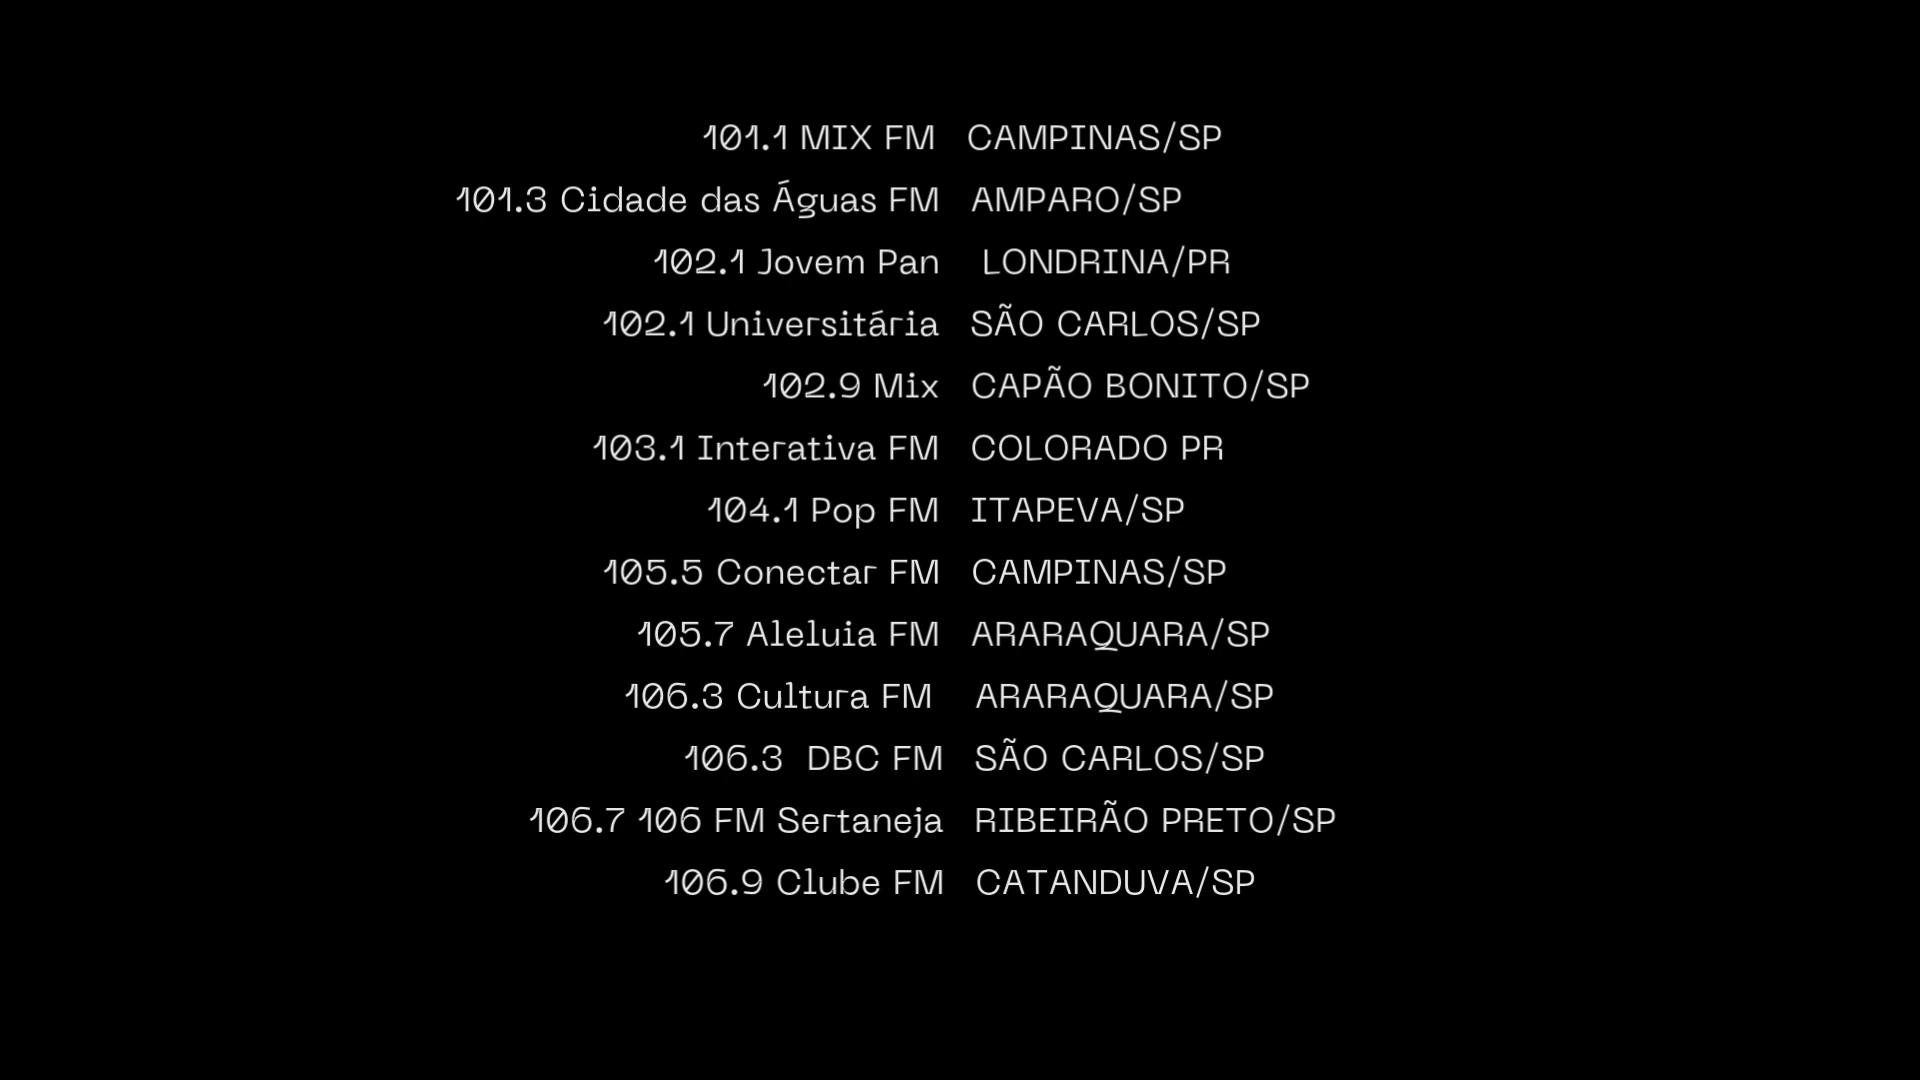 101.1 MIX FM CAMPINAS/SP
101.3 Cidade das Águas FM AMPARO/SP
102.1 Jovem Pan LONDRINA/PR
102.1 Universitária SÃO CARLOS/SP
102.9 Mix CAPÃO BONITO/SP
103.1 Interativa FM COLORADO PR
104.1 Pop FM ITAPEVA/SP
105.5 Conectar FM CAMPINAS/SP
105.7 Aleluia FM ARARAQUARA/SP
106.3 Cultura FM ARARAQUARA/SP
106.3 DBC FM SÃO CARLOS/SP
106.7 106 FM Sertaneja RIBEIRÃO PRETO/SP
106.9 Clube FM CATANDUVA/SP